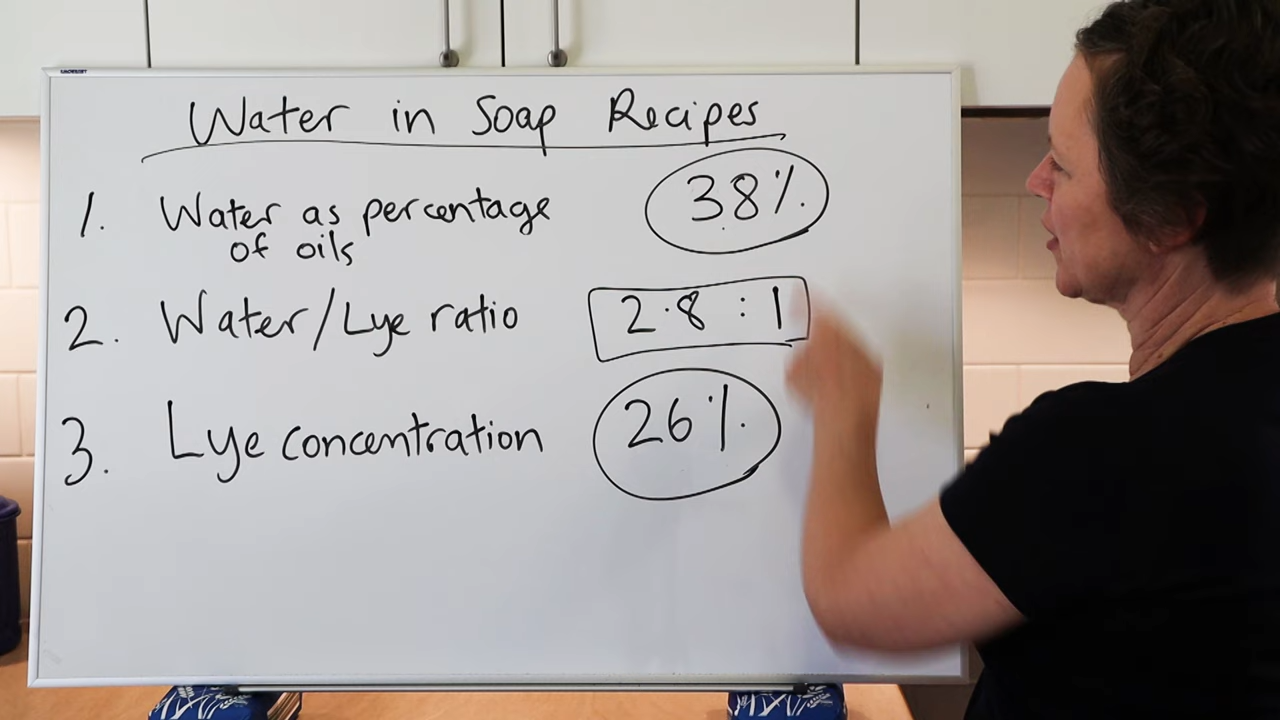 Water in Soap Recipes
1. Water as percentage of oils 38%
2. Water/Lye ratio 2.8 : 1
3. Lye concentration 26%